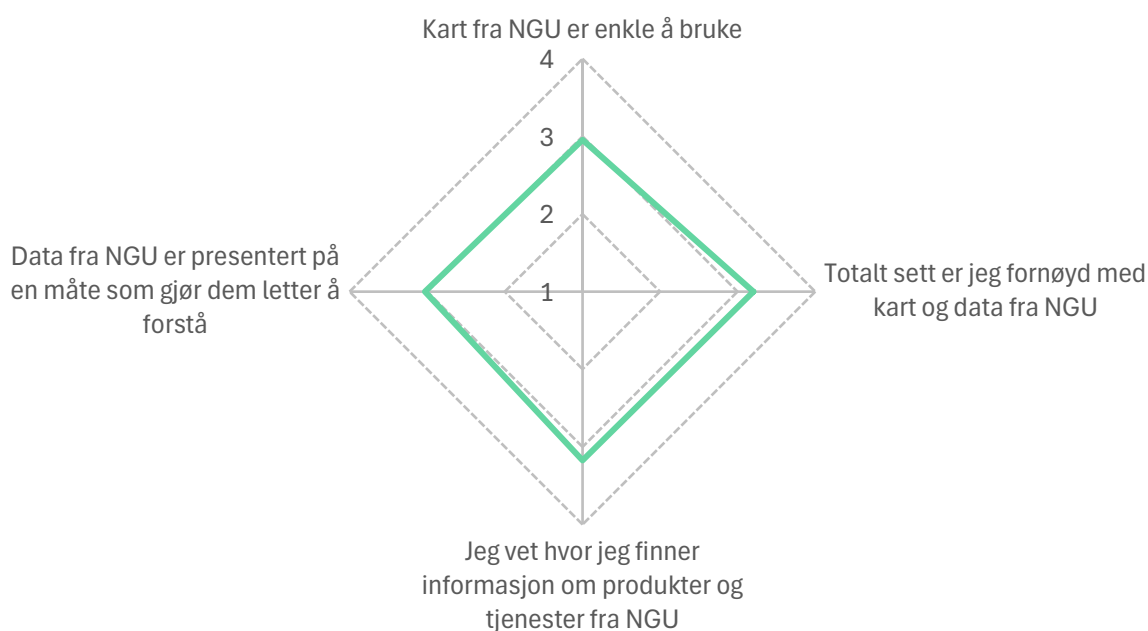 Kart fra NGU er enkle å bruke
4
3
2
1
Data fra NGU er presentert på
en måte som gjør dem letter å
forstå
Totalt sett er jeg fornøyd med
kart og data fra NGU
Jeg vet hvor jeg finner
informasjon om produkter og
tjenester fra NGU